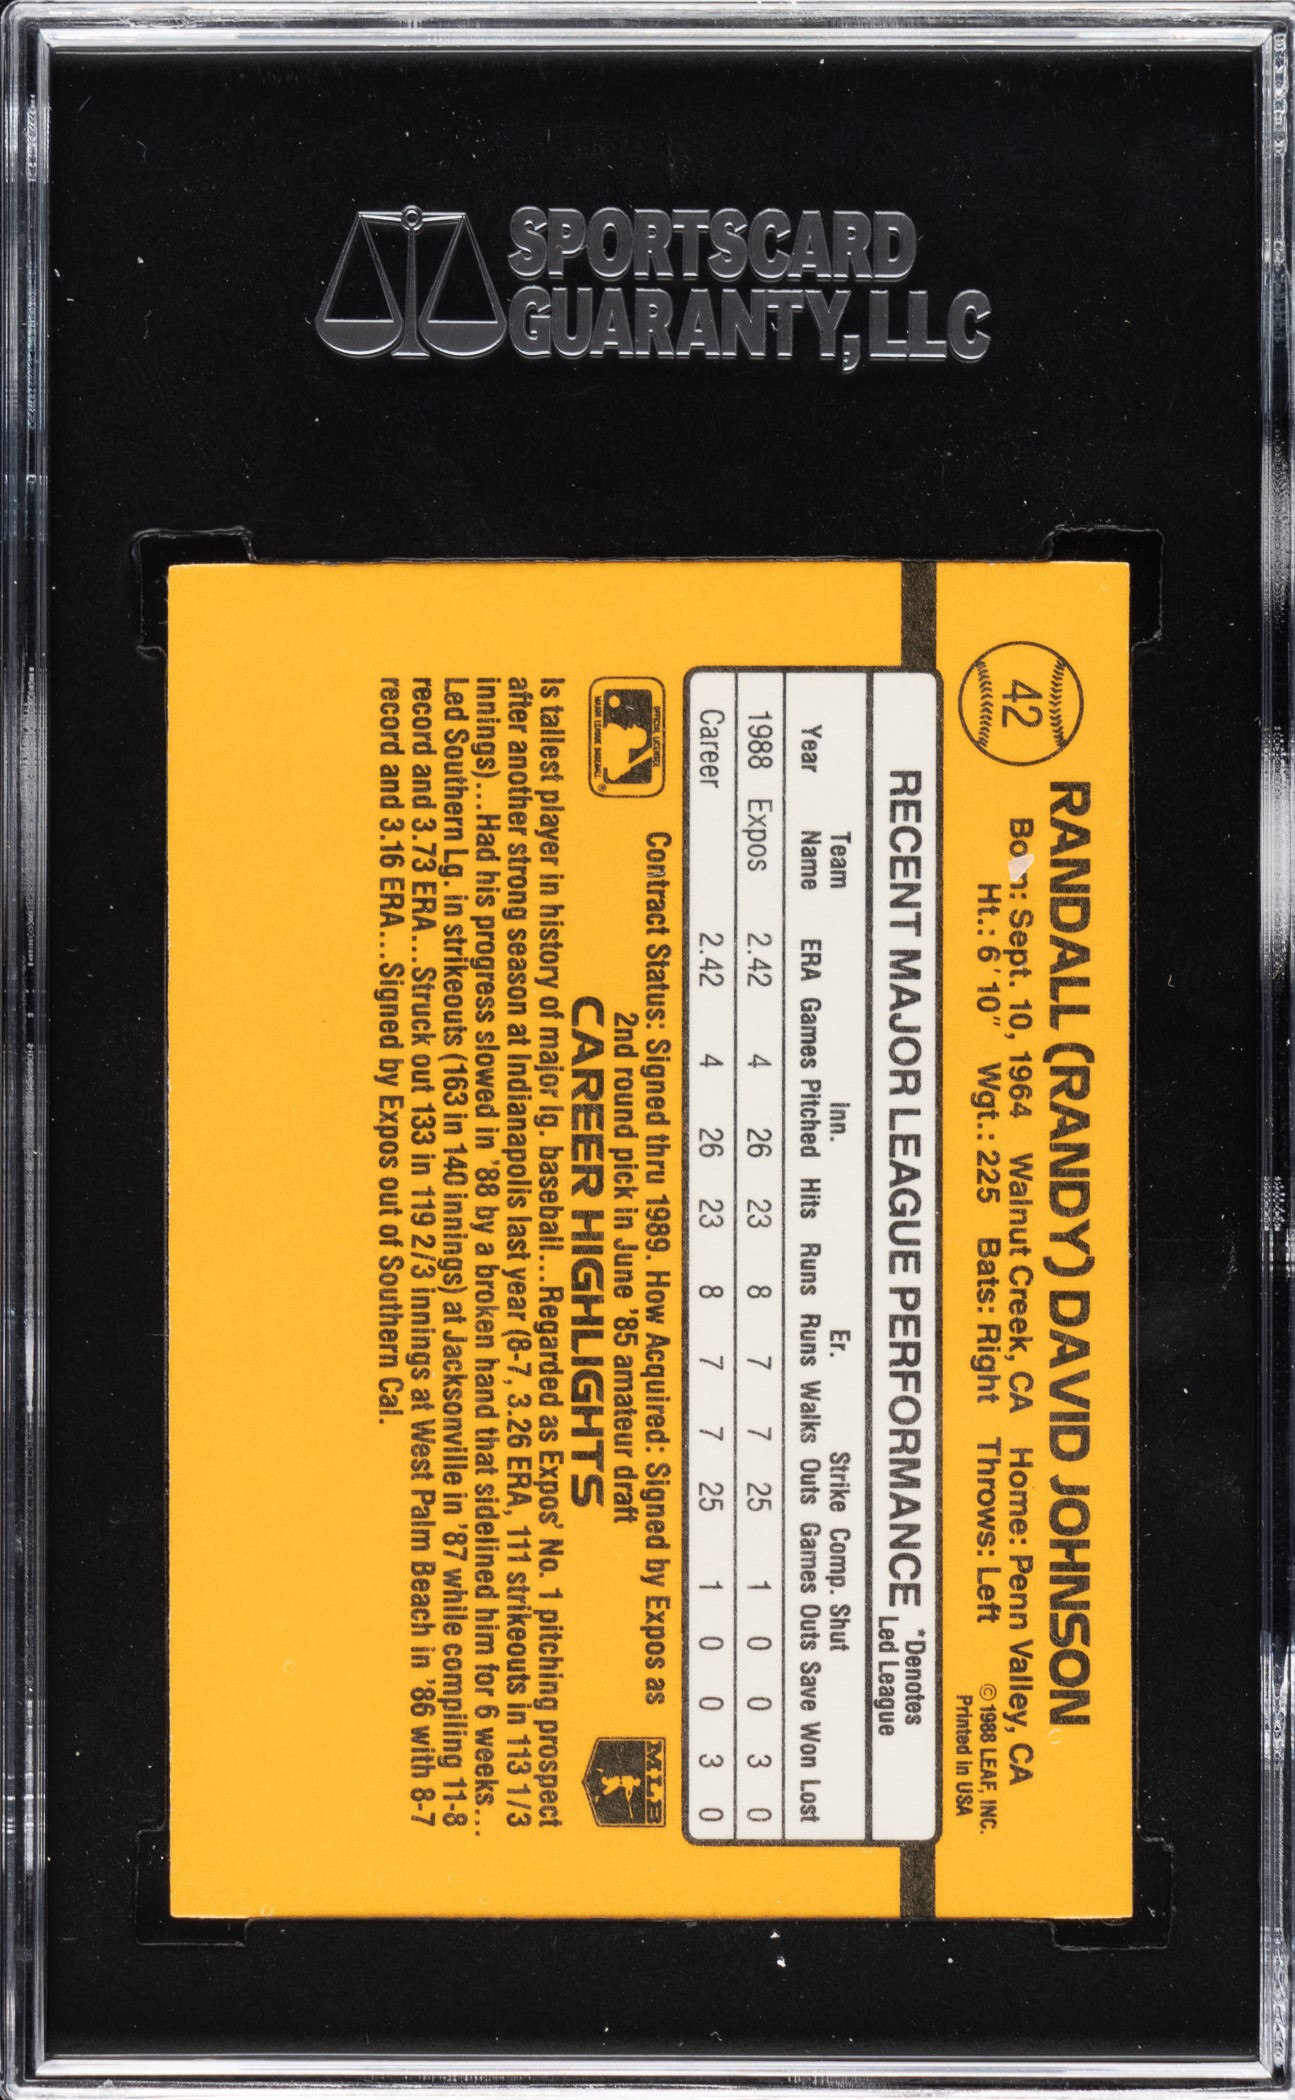 SPORTSCARD
GUARANTY, LLC
42
RANDALL (RANDY) DAVID JOHNSON
Born: Sept. 10, 1964 Walnut Creek, CA Home: Penn Valley, CA
Ht.: 6'10" Wgt.: 225 Bats: Right Throws: Left
© 1988 LEAF, INC.
Printed in USA
RECENT MAJOR LEAGUE PERFORMANCE *Denotes
Led League
Team Inn. Er. Strike Comp. Shut
Year Name ERA Games Pitched Hits Runs Runs Walks Outs Games Outs Save Won Lost
1988 Expos 2.42 4 26 23 8 7 7 25 1 0 0 3 0
Career 2.42 4 26 23 8 7 7 25 1 0 0 3 0
OFFICIAL LICENSEE
MAJOR LEAGUE BASEBALL
®
Contract Status: Signed thru 1989. How Acquired: Signed by Expos as
2nd round pick in June '85 amateur draft
MLB
CAREER HIGHLIGHTS
Is tallest player in history of major lg. baseball...Regarded as Expos' No. 1 pitching prospect
after another strong season at Indianapolis last year (8-7, 3.26 ERA, 111 strikeouts in 113 1/3
innings)...Had his progress slowed in '88 by a broken hand that sidelined him for 6 weeks...
Led Southern Lg. in strikeouts (163 in 140 innings) at Jacksonville in '87 while compiling 11-8
record and 3.73 ERA...Struck out 133 in 119 2/3 innings at West Palm Beach in '86 with 8-7
record and 3.16 ERA...Signed by Expos out of Southern Cal.